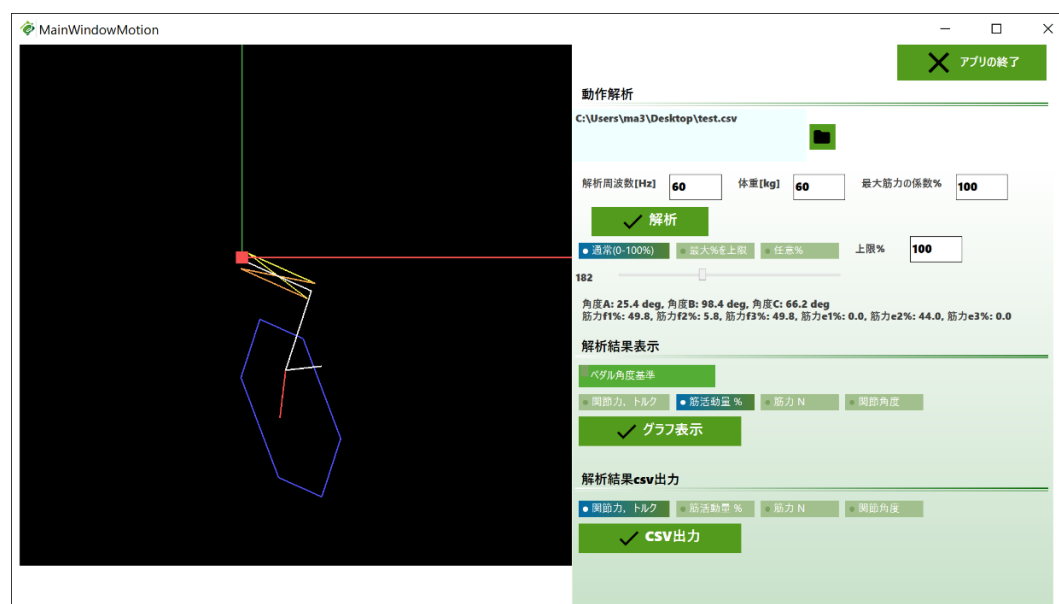 MainWindowMotion
アプリの終了
動作解析
C:\Users\ma3\Desktop\test.csv
解析周波数[Hz] 60 体重[kg] 60 最大筋力の係数% 100
解析
通常(0-100%) 最大%を上限 任意% 上限% 100
182
角度A: 25.4 deg, 角度B: 98.4 deg, 角度C: 66.2 deg
筋力f1%: 49.8, 筋力f2%: 5.8, 筋力f3%: 49.8, 筋力e1%: 0.0, 筋力e2%: 44.0, 筋力e3%: 0.0
解析結果表示
ペダル角度基準
関節力，トルク 筋活動量 % 筋力 N 関節角度
グラフ表示
解析結果csv出力
関節力，トルク 筋活動量 % 筋力 N 関節角度
CSV出力